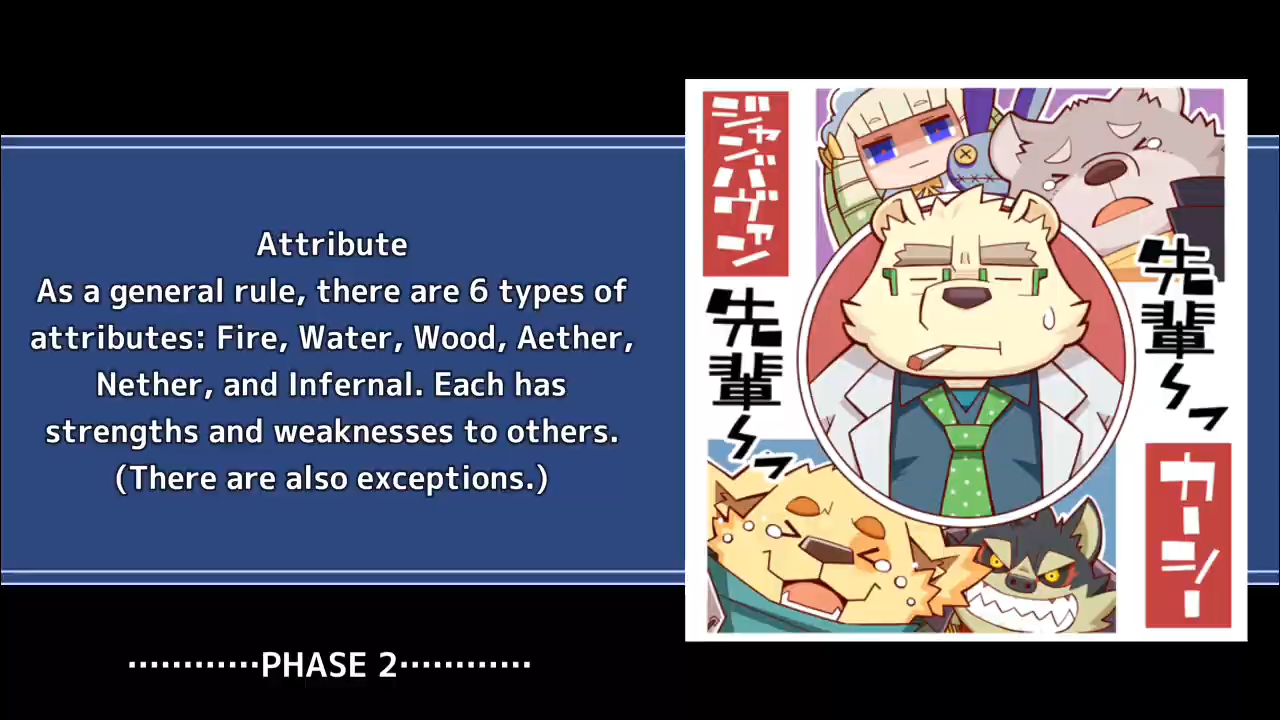 Attribute
As a general rule, there are 6 types of
attributes: Fire, Water, Wood, Aether,
Nether, and Infernal. Each has
strengths and weaknesses to others.
(There are also exceptions.)
············PHASE 2············
ジャンバヴァン
先輩〜っ
先輩〜っ
カーシー